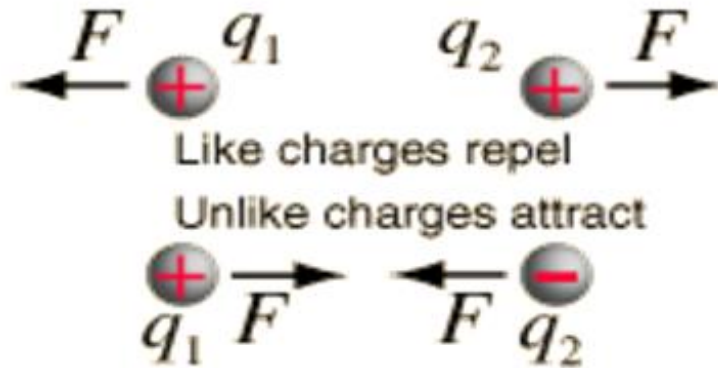 F q₁ q₂ F
+ +
Like charges repel
Unlike charges attract
+ −
q₁ F F q₂